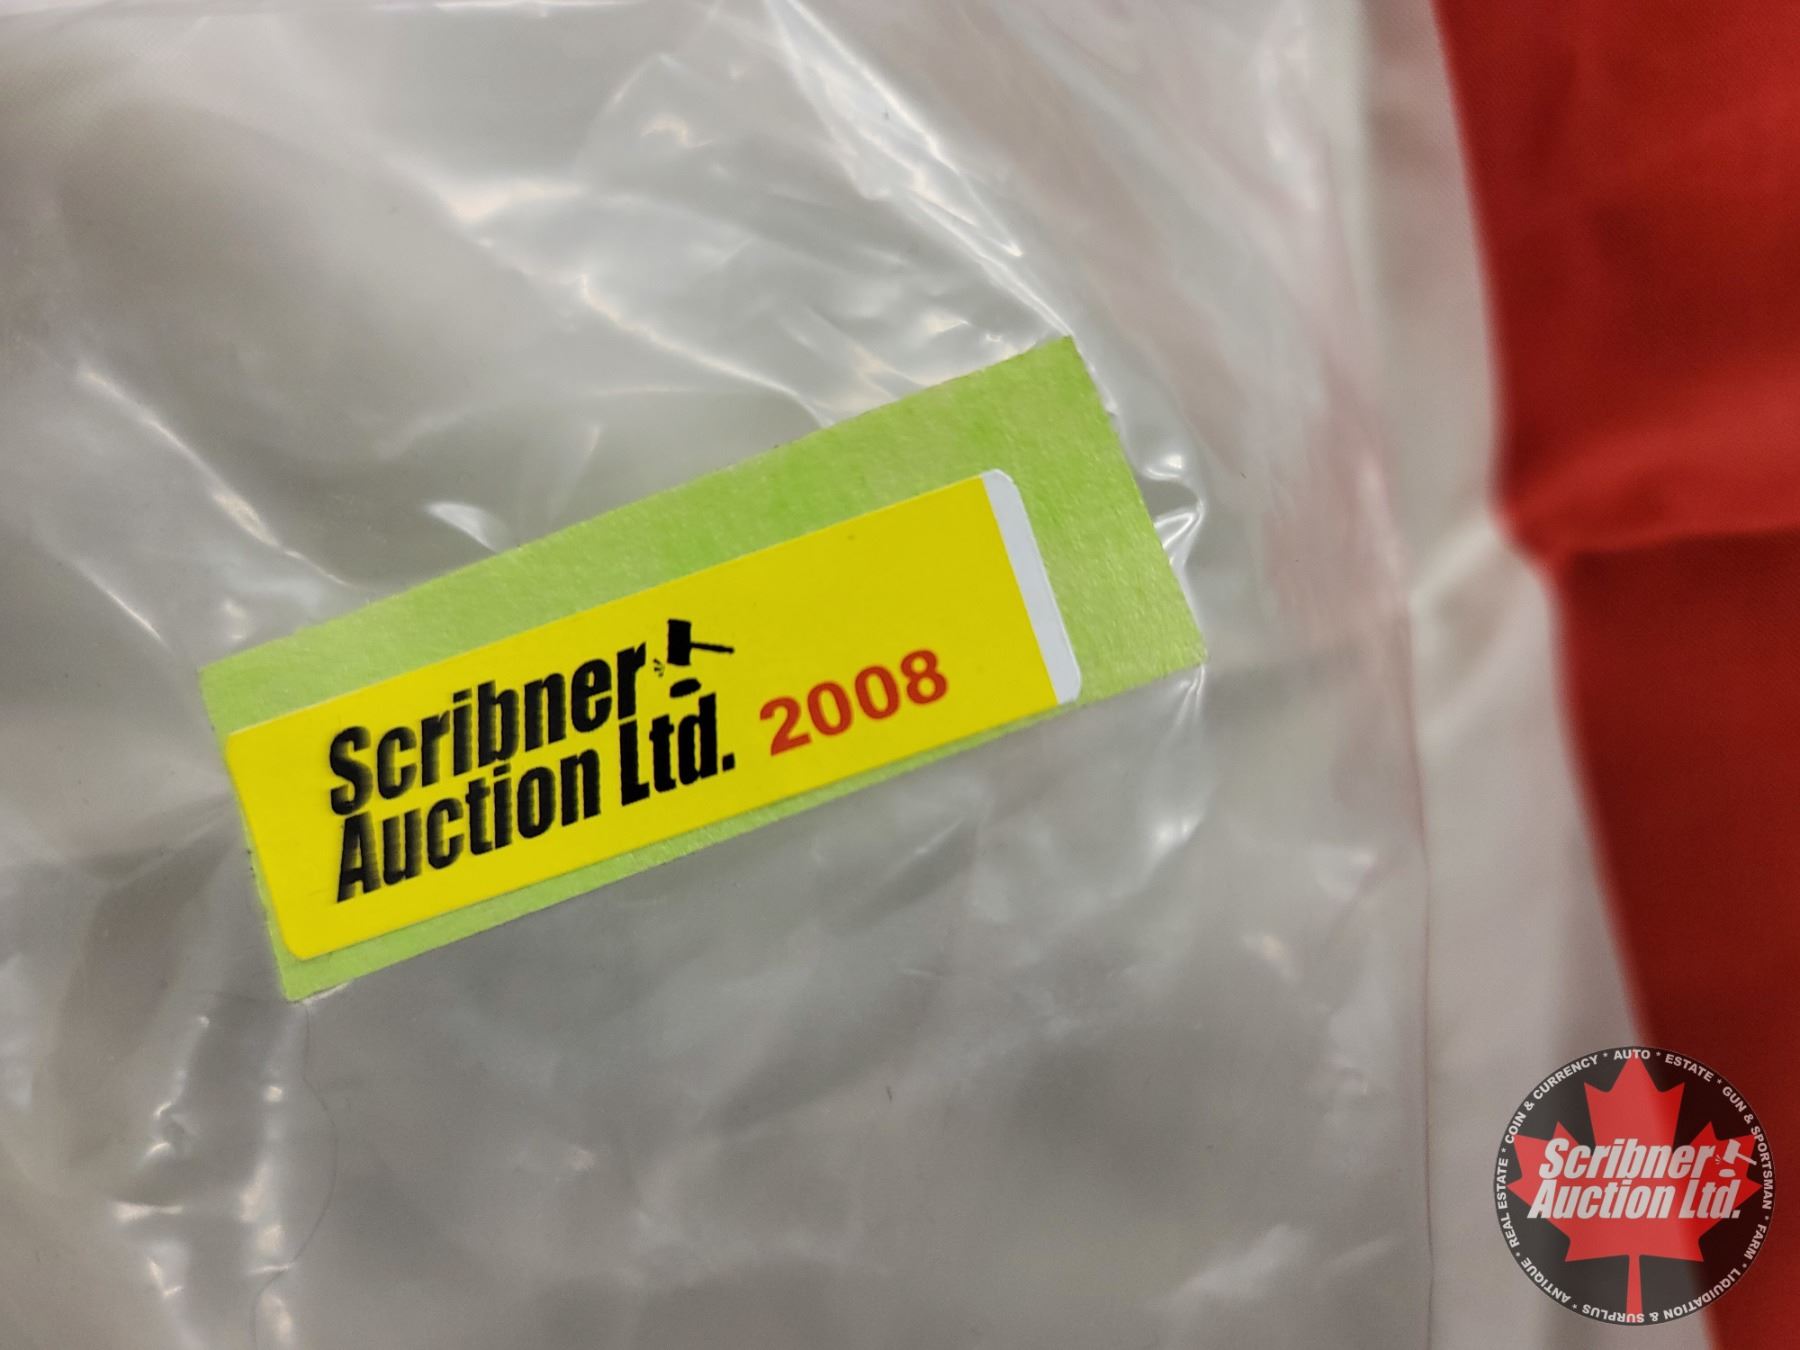 Scribner
Auction Ltd. 2008
COIN & CURRENCY * AUTO * ESTATE * GUN & SPORTSMAN * FARM * LIQUIDATION & SURPLUS * ANTIQUE * REAL ESTATE *
Scribner
Auction Ltd.